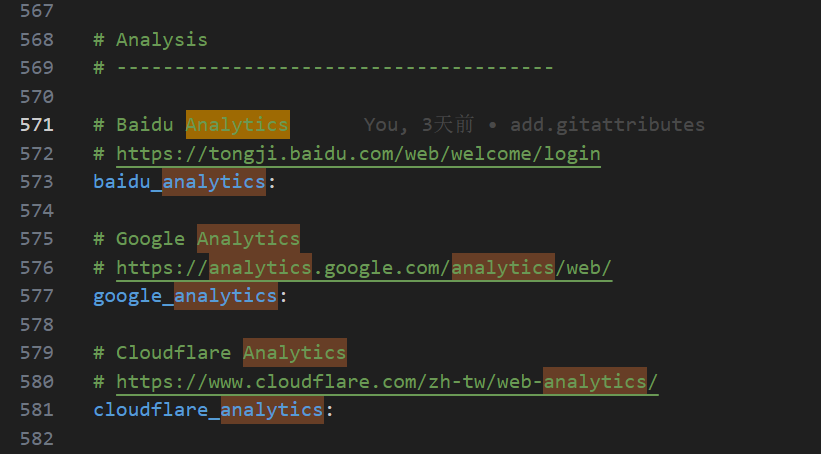 567
568 # Analysis
569 # --------------------------------------
570
571 # Baidu Analytics You, 3天前 • add.gitattributes
572 # https://tongji.baidu.com/web/welcome/login
573 baidu_analytics:
574
575 # Google Analytics
576 # https://analytics.google.com/analytics/web/
577 google_analytics:
578
579 # Cloudflare Analytics
580 # https://www.cloudflare.com/zh-tw/web-analytics/
581 cloudflare_analytics:
582